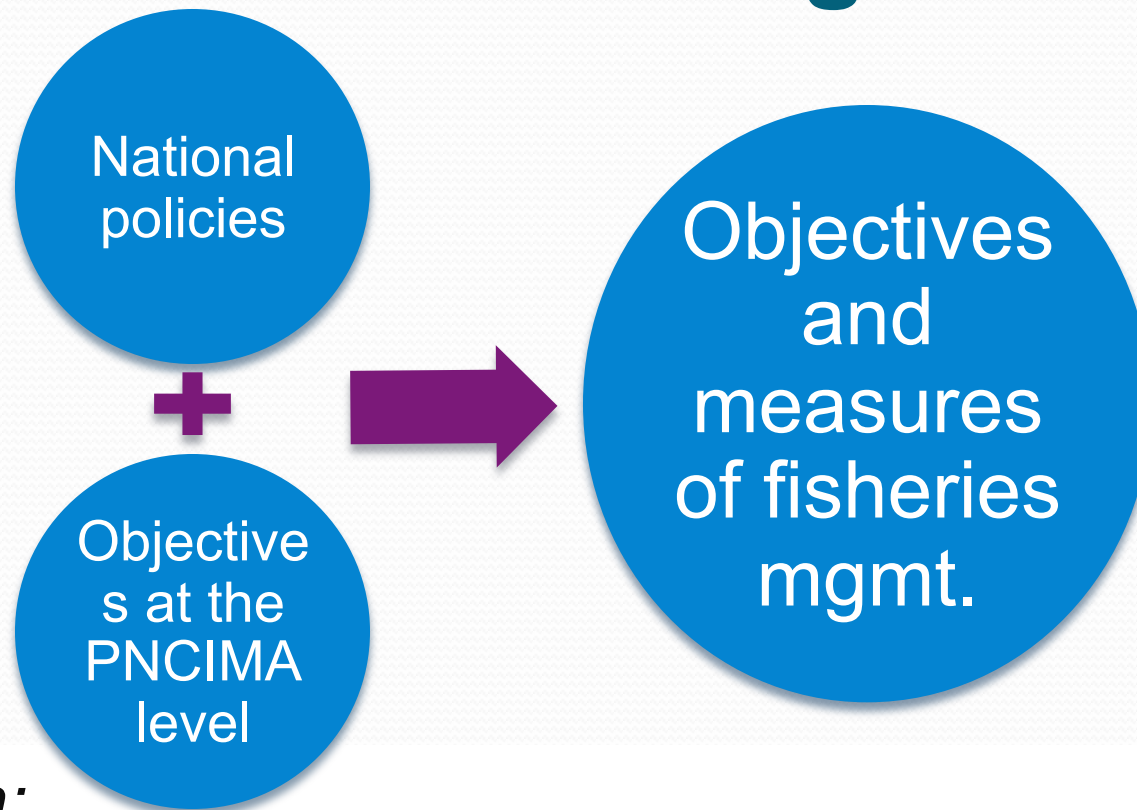 National
policies
Objective
s at the
PNCIMA
level
Objectives
and
measures
of fisheries
mgmt.